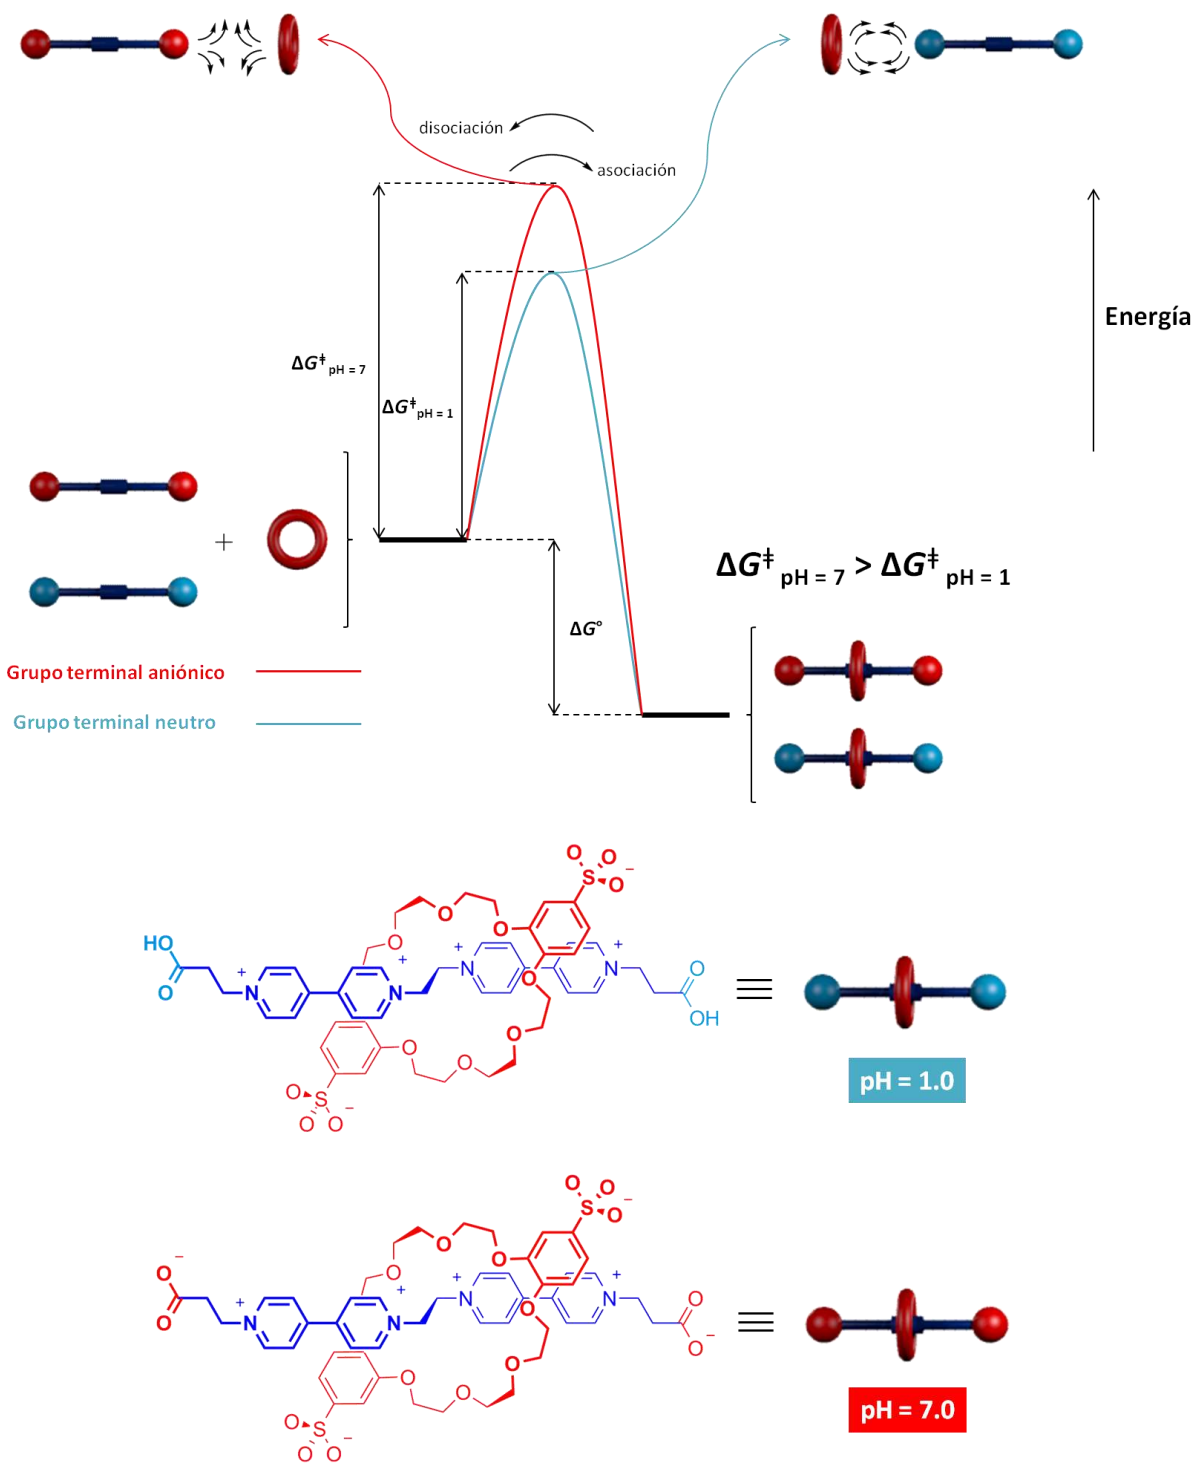 disociación
asociación
Energía
ΔG‡ pH = 7
ΔG‡ pH = 1
+
ΔG‡ pH = 7 > ΔG‡ pH = 1
ΔG°
Grupo terminal aniónico
Grupo terminal neutro
O O − S O
O O O
HO + O + + + O
O N N N N
O O OH
O O
O S − O O
pH = 1.0
O O − S O
− O O O
O + O + + + O
O N N N N
O O O −
O O
O S − O O
pH = 7.0